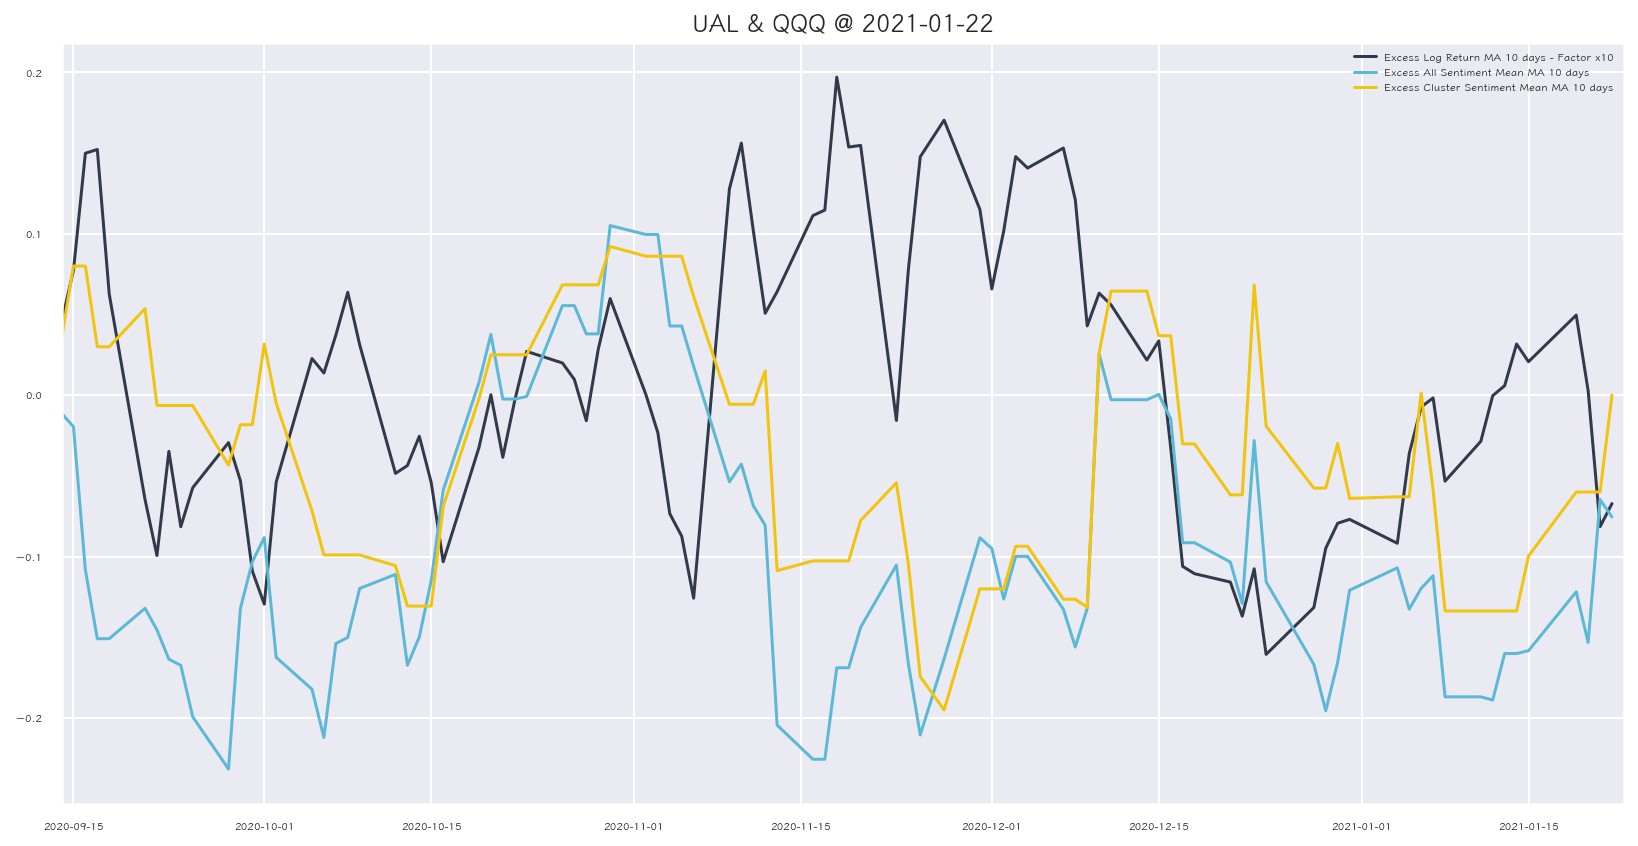 UAL & QQQ @ 2021-01-22
Excess Log Return MA 10 days - Factor x10
Excess All Sentiment Mean MA 10 days
Excess Cluster Sentiment Mean MA 10 days
0.2
0.1
0.0
−0.1
−0.2
2020-09-15 2020-10-01 2020-10-15 2020-11-01 2020-11-15 2020-12-01 2020-12-15 2021-01-01 2021-01-15